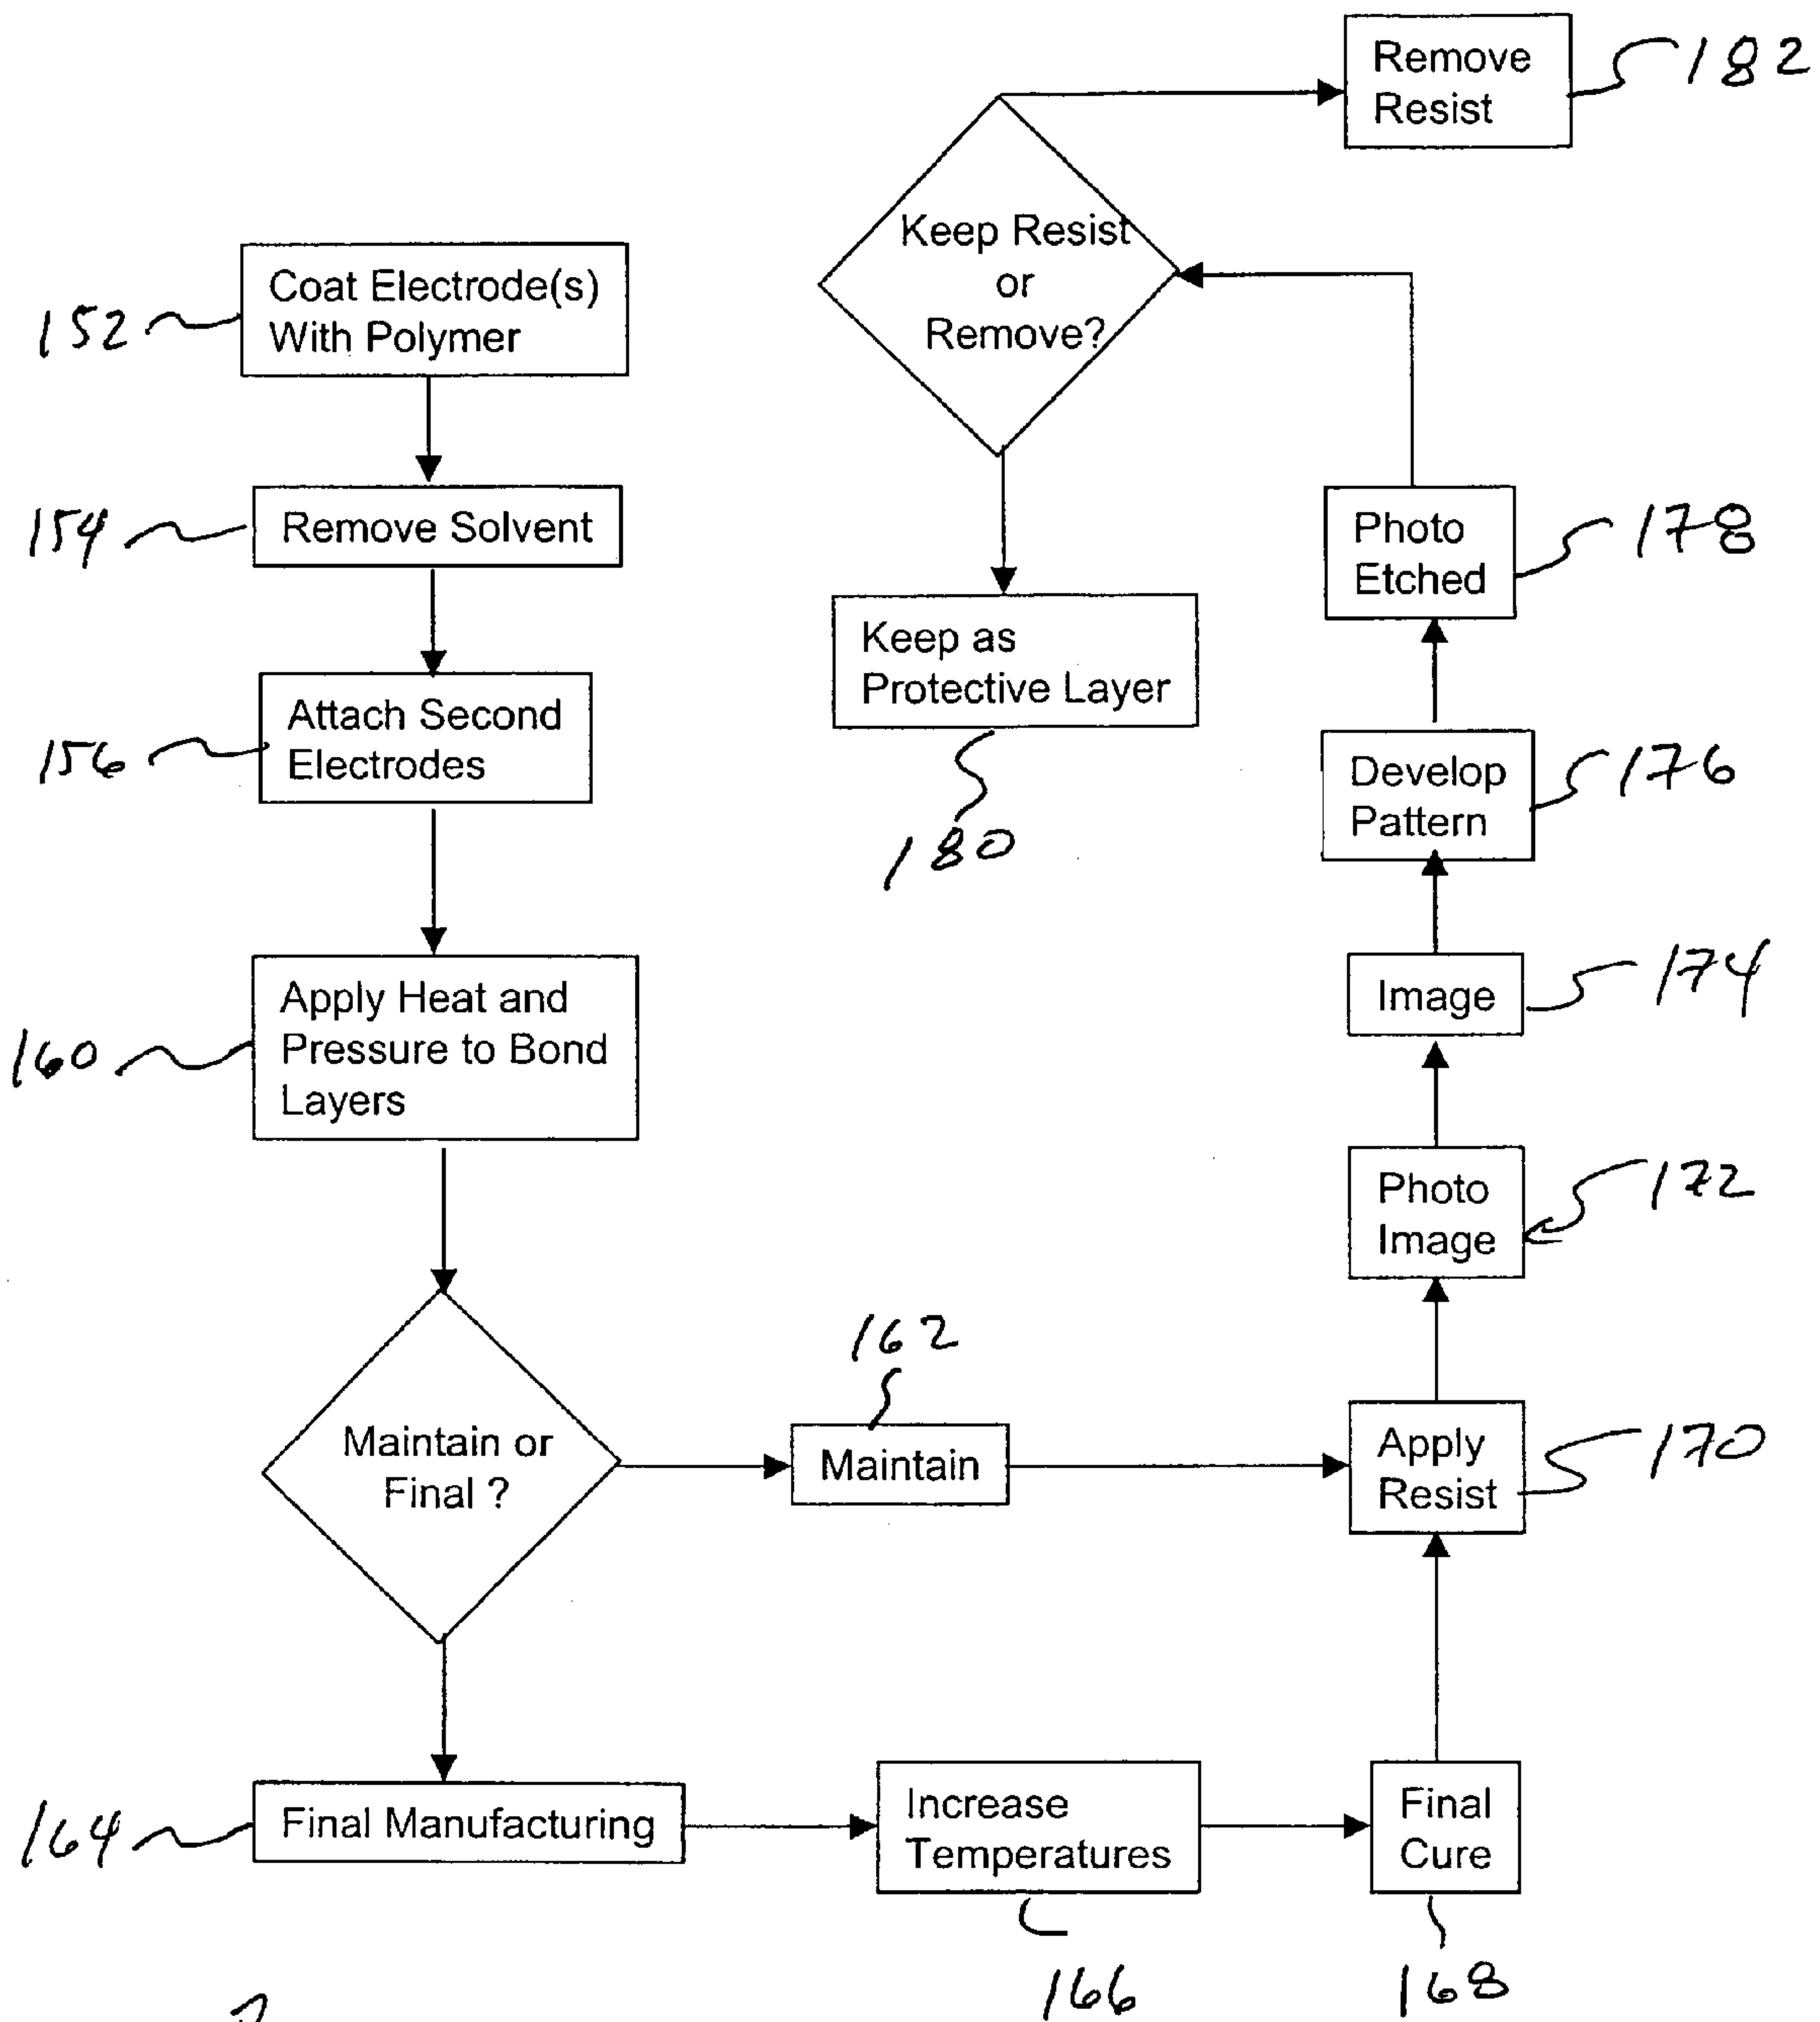 Coat Electrode(s)
With Polymer
152
Remove Solvent
154
Attach Second
Electrodes
156
Apply Heat and
Pressure to Bond
Layers
160
Maintain or
Final ?
162
Maintain
164
Final Manufacturing
Increase
Temperatures
166
Final
Cure
168
Apply
Resist
170
Photo
Image
172
Image
174
Develop
Pattern
176
Photo
Etched
178
Keep Resist
or
Remove?
Keep as
Protective Layer
180
Remove
Resist
182